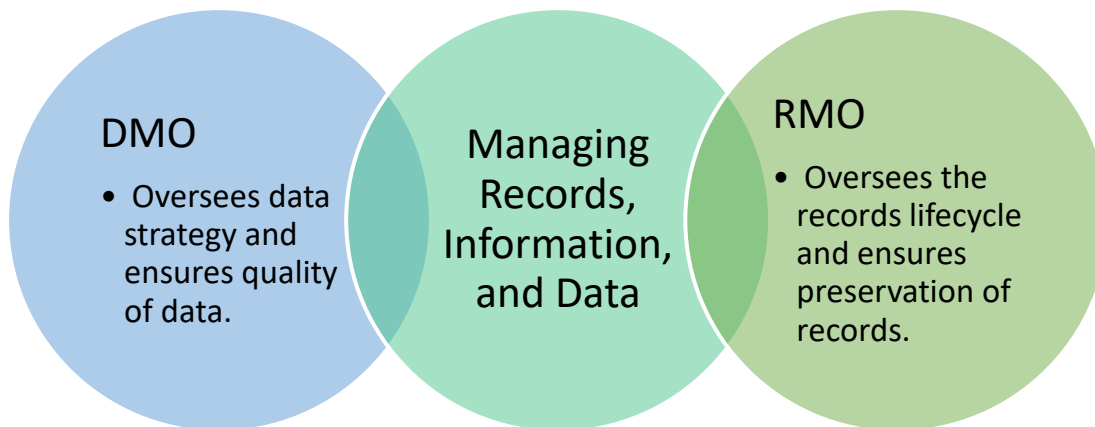 DMO
• Oversees data
strategy and
ensures quality
of data.
Managing
Records,
Information,
and Data
RMO
• Oversees the
records lifecycle
and ensures
preservation of
records.